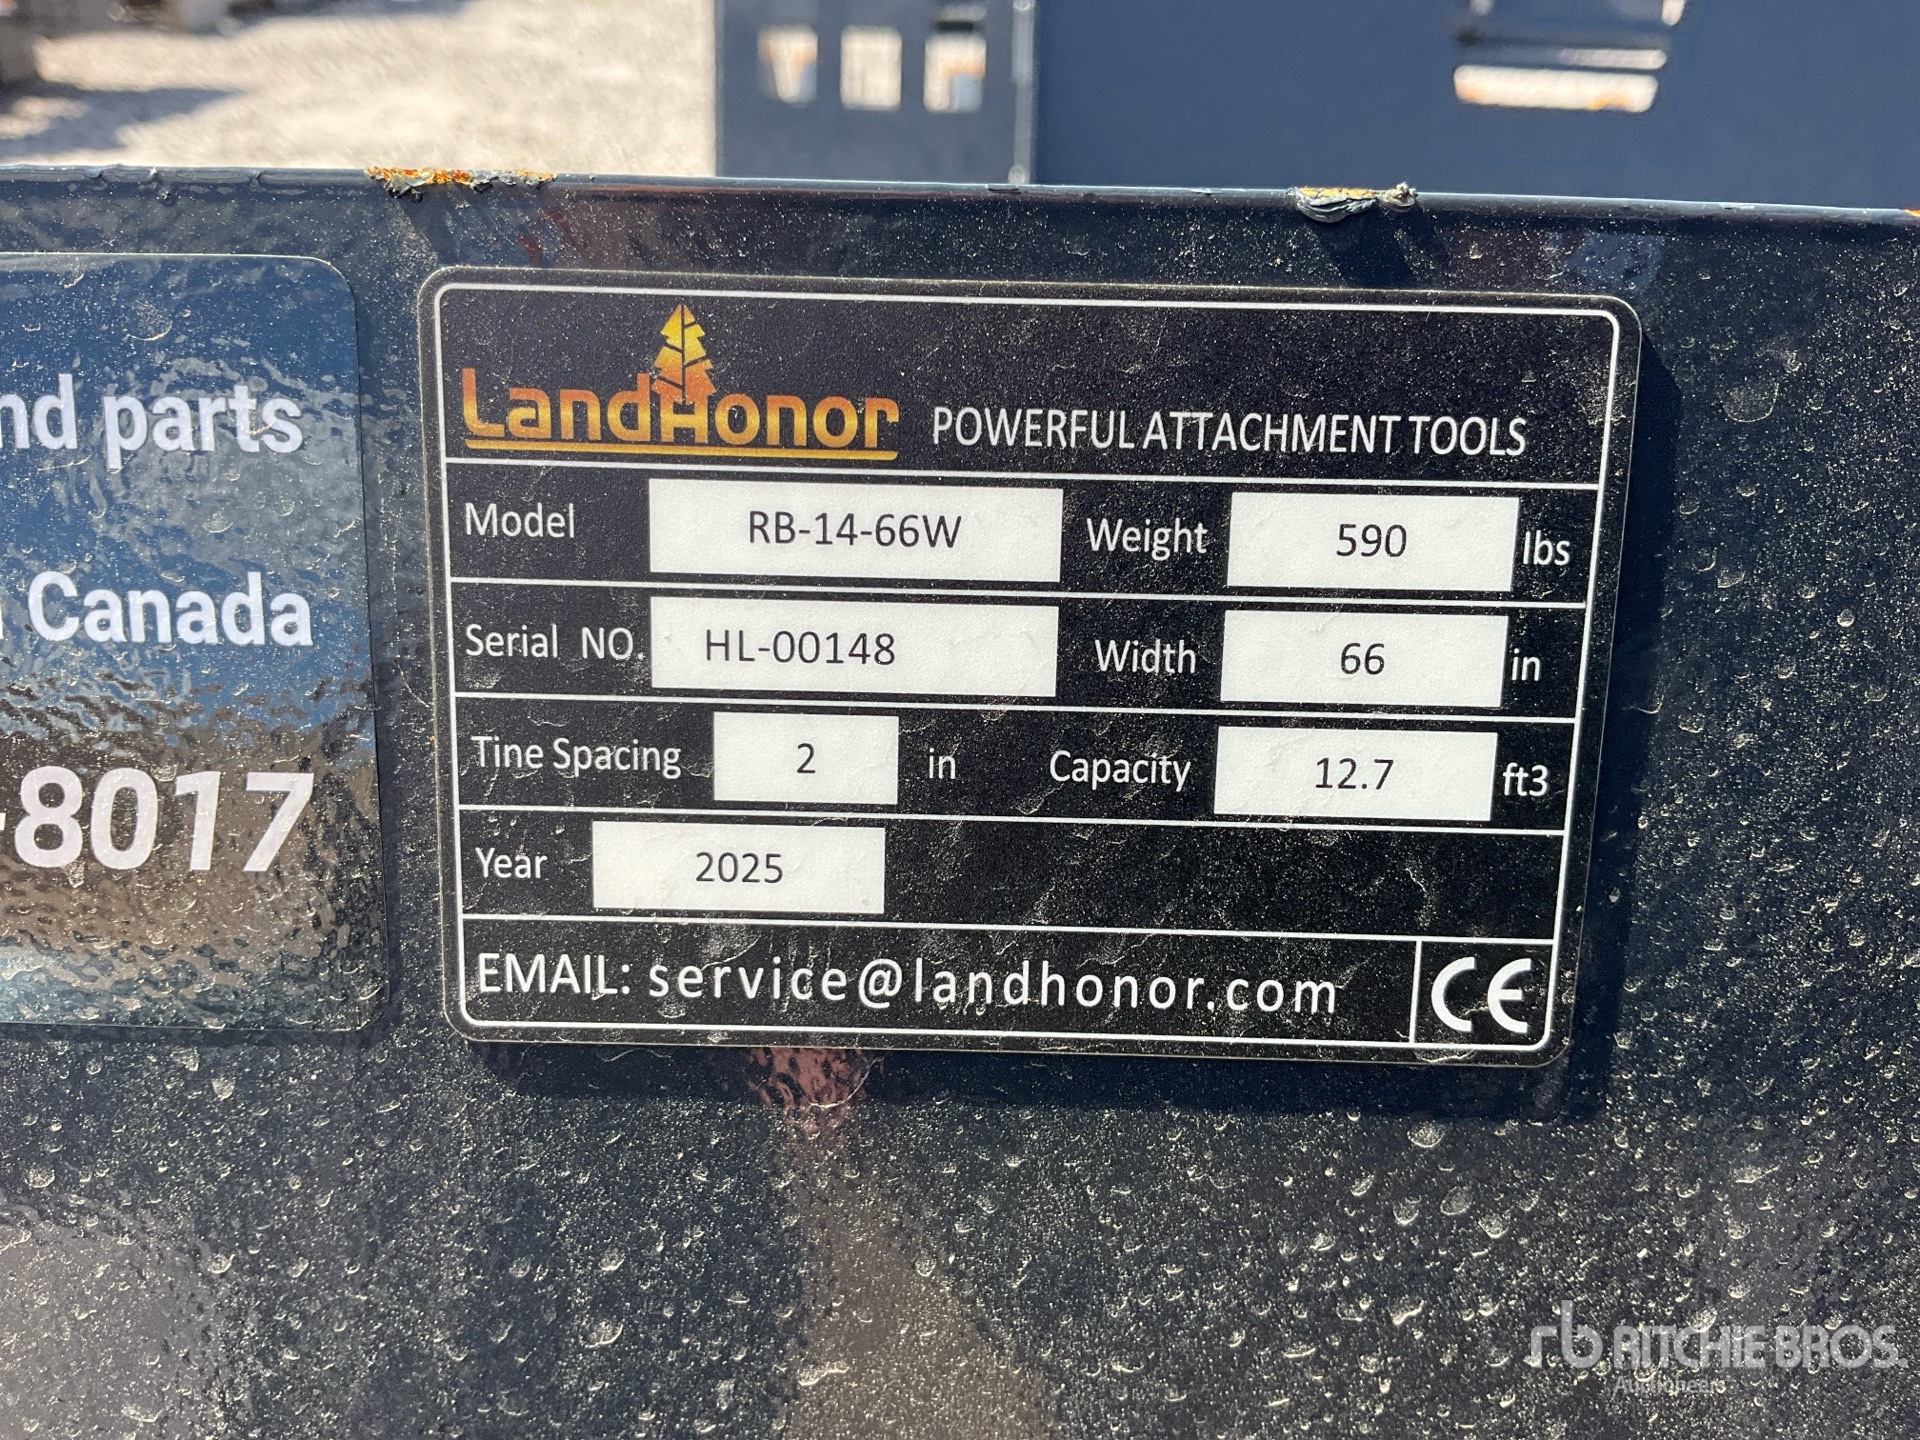 nd parts
Canada
-8017
LandHonor POWERFUL ATTACHMENT TOOLS
Model RB-14-66W Weight 590 lbs
Serial NO. HL-00148 Width 66 in
Tine Spacing 2 in Capacity 12.7 ft3
Year 2025
EMAIL: service@landhonor.com CE
rb RITCHIE BROS.
Auctioneers